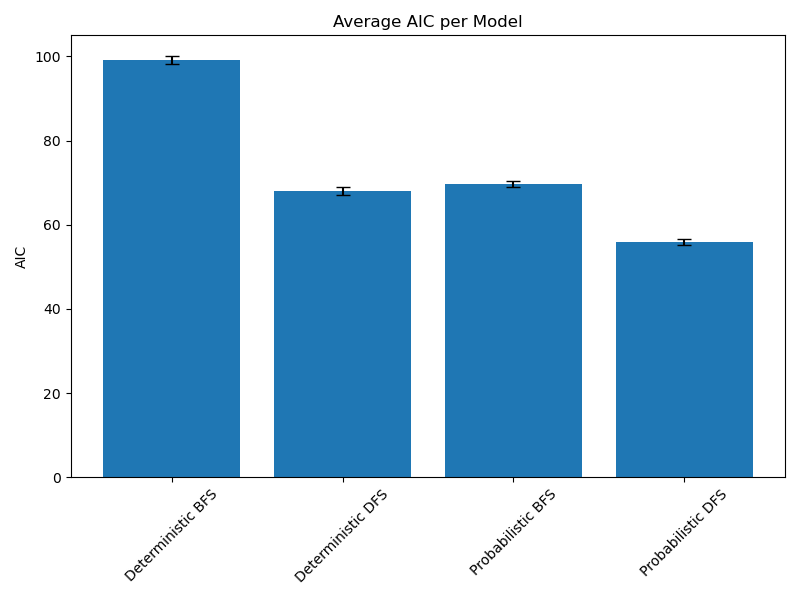 Average AIC per Model
AIC
100
80
60
40
20
0
Deterministic BFS
Deterministic DFS
Probabilistic BFS
Probabilistic DFS